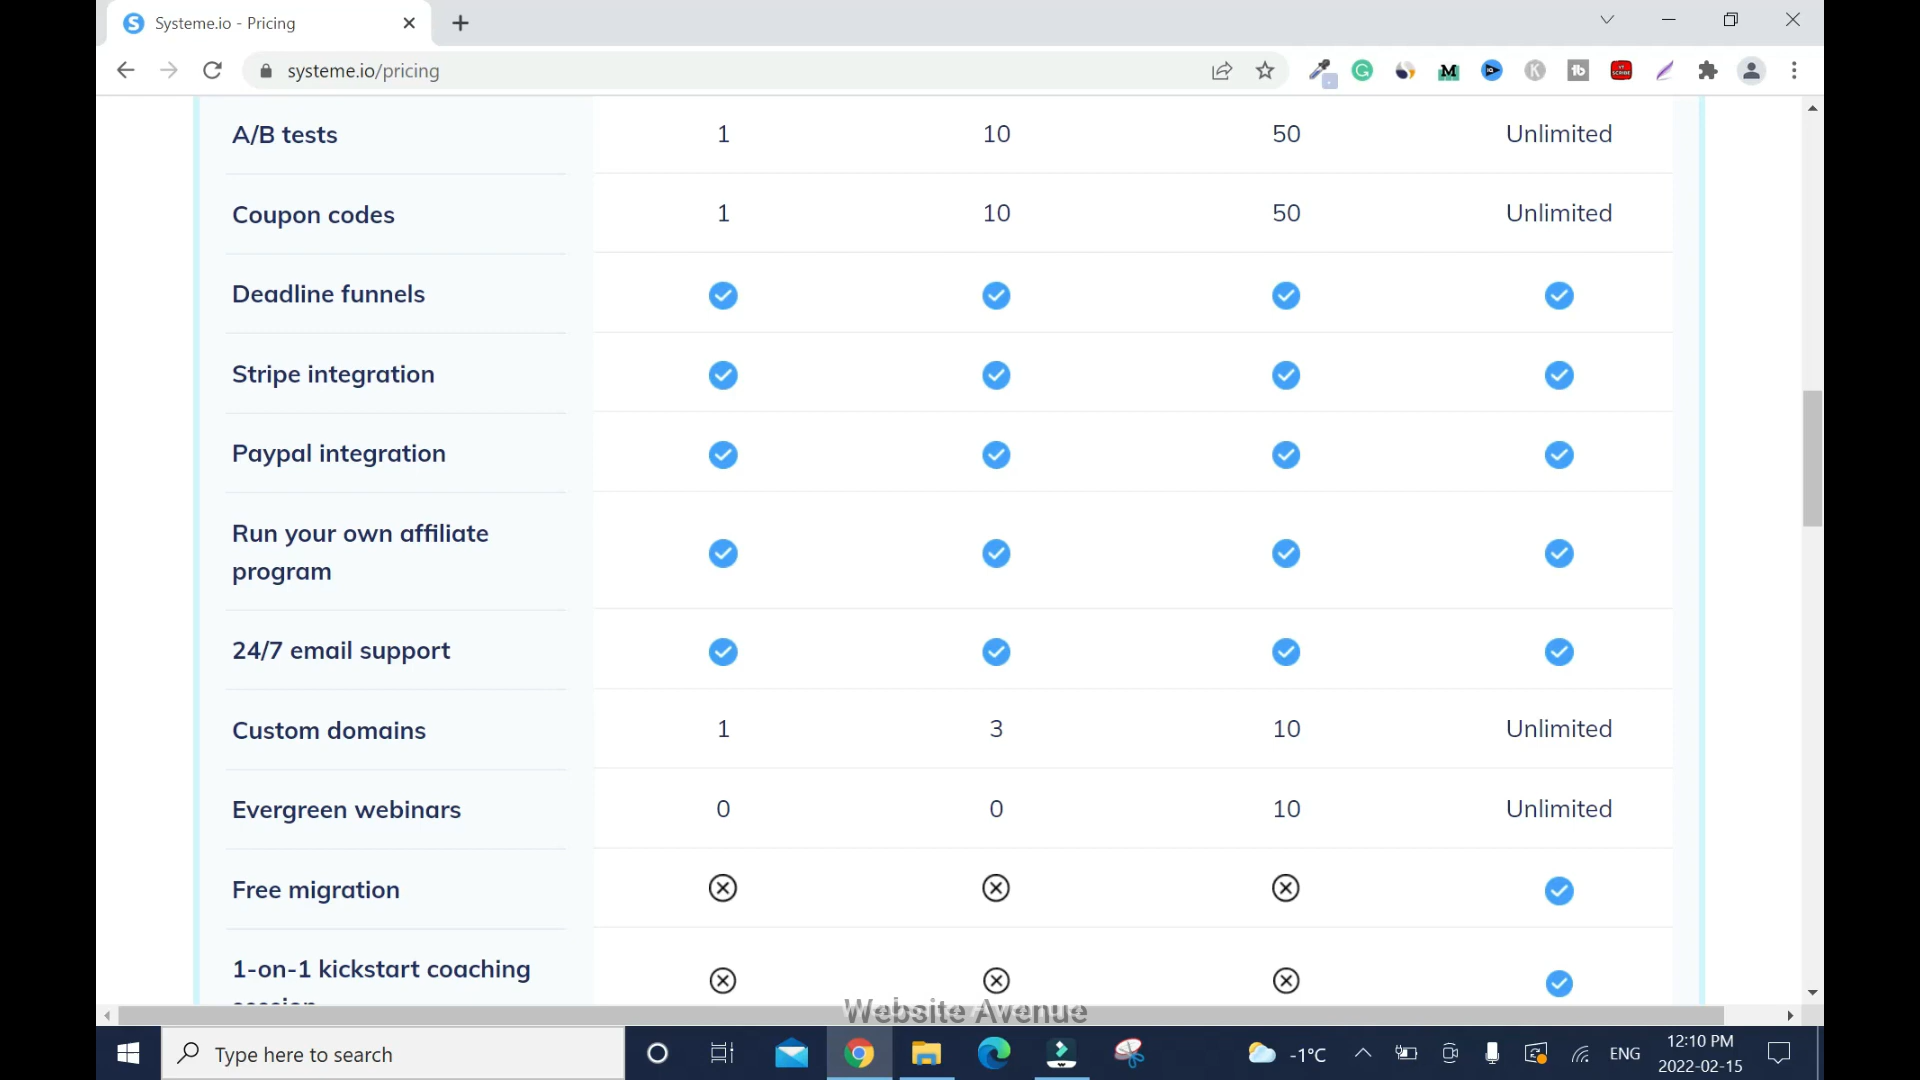 Systeme.io - Pricing
systeme.io/pricing
A/B tests 1 10 50 Unlimited
Coupon codes 1 10 50 Unlimited
Deadline funnels
Stripe integration
Paypal integration
Run your own affiliate
program
24/7 email support
Custom domains 1 3 10 Unlimited
Evergreen webinars 0 0 10 Unlimited
Free migration
1-on-1 kickstart coaching
Website Avenue
Type here to search
-1°C
ENG
12:10 PM
2022-02-15